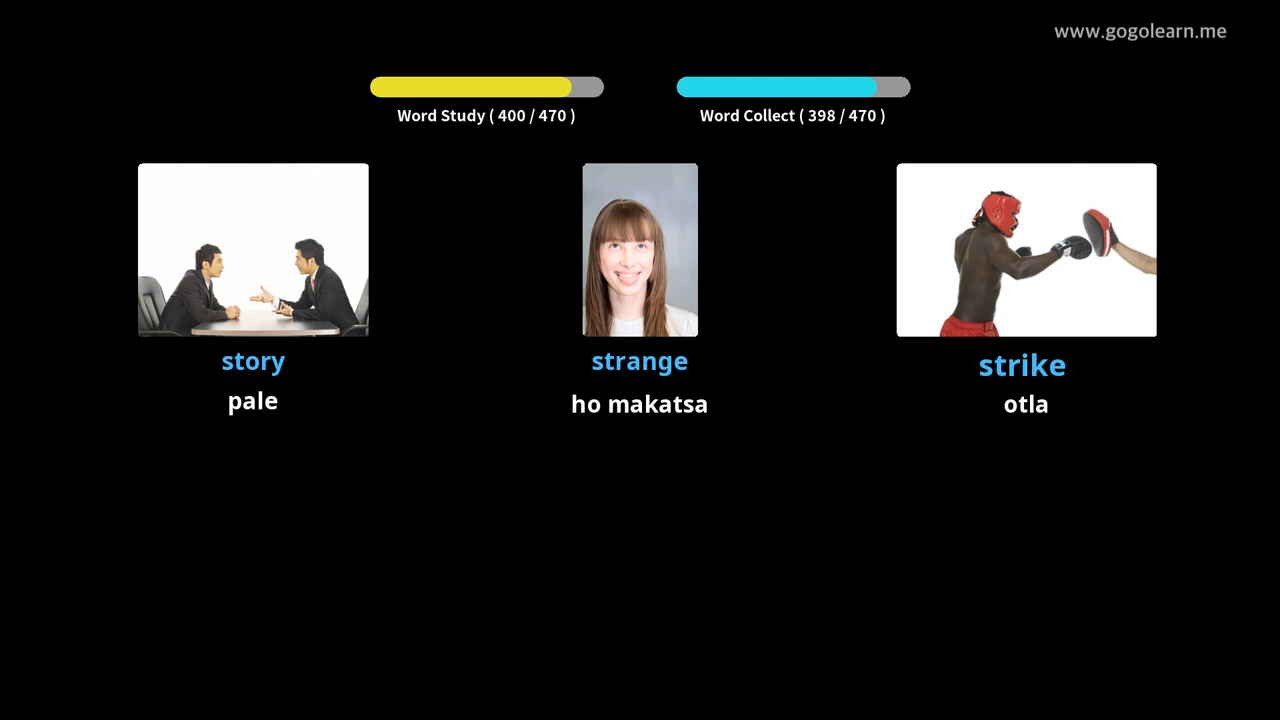 www.gogolearn.me
Word Study ( 400 / 470 )
Word Collect ( 398 / 470 )
story
strange
strike
pale
ho makatsa
otla